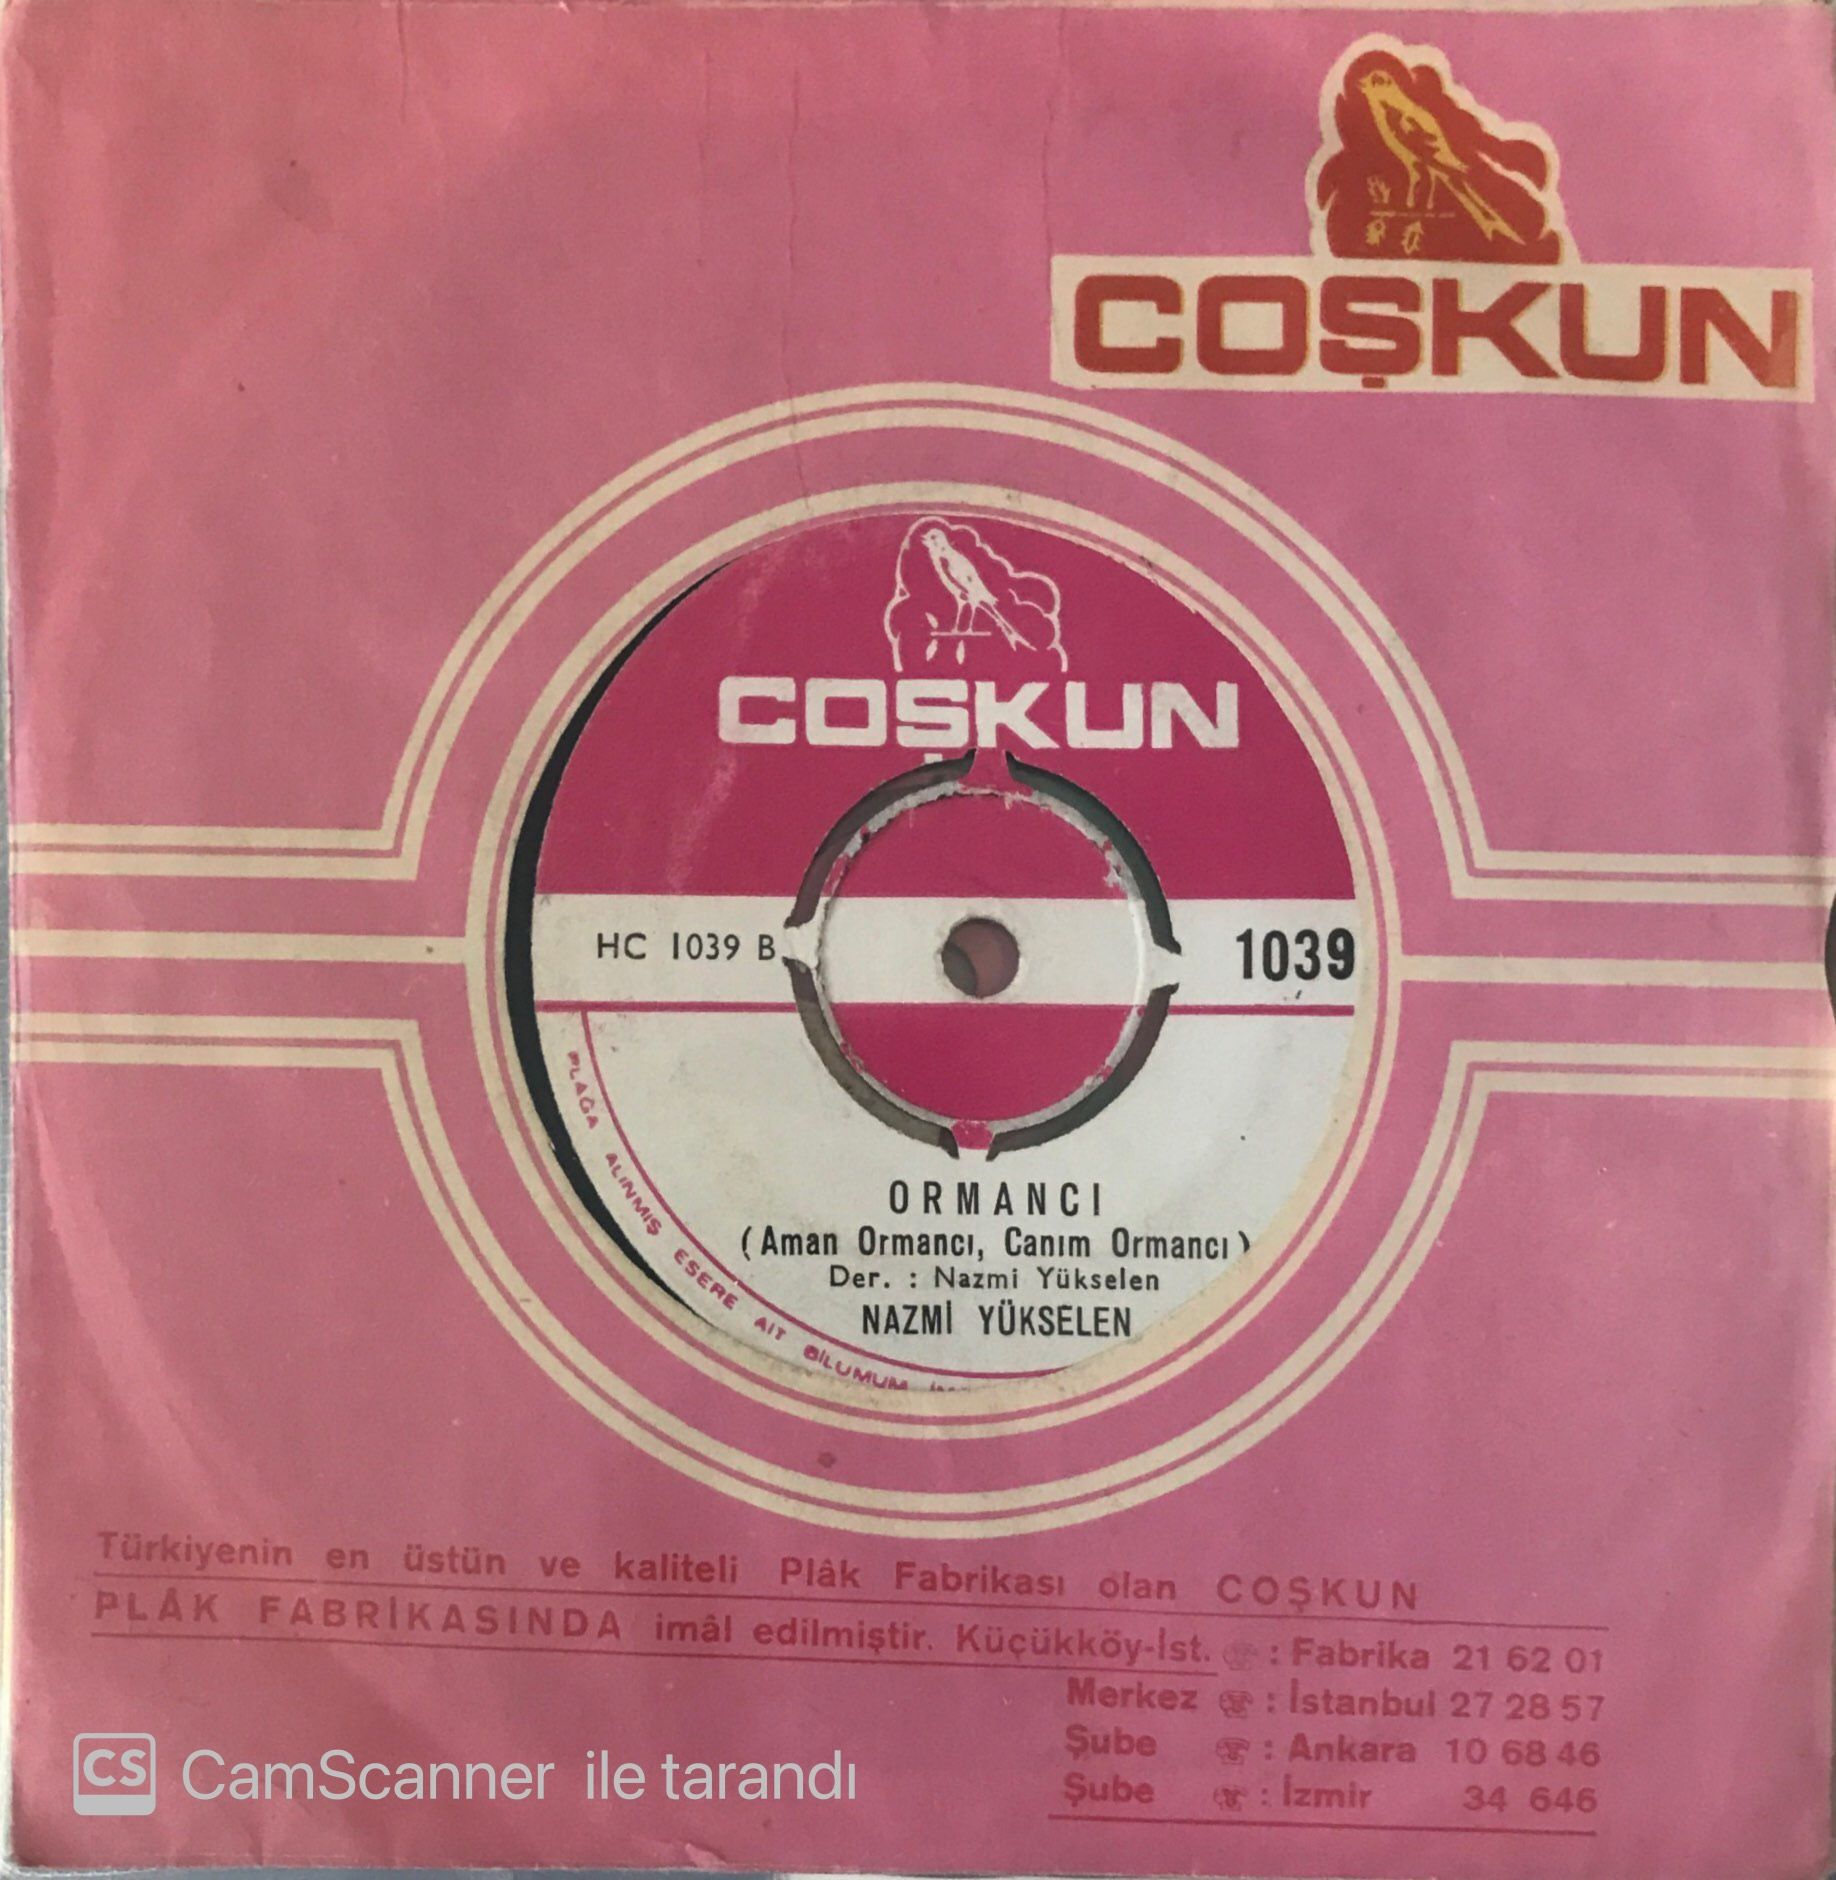 COŞKUN
COŞKUN
HC 1039 B
1039
PLAĞA ALINMIŞ ESERE AİT BİLUMUM
ORMANCI
(Aman Ormancı, Canım Ormancı)
Der. : Nazmi Yükselen
NAZMİ YÜKSELEN
Türkiyenin en üstün ve kaliteli Plâk Fabrikası olan COŞKUN
PLÂK FABRİKASINDA imâl edilmiştir. Küçükköy-İst. : Fabrika 21 62 01
Merkez : İstanbul 27 28 57
Şube : Ankara 10 68 46
Şube : İzmir 34 646
CS CamScanner ile tarandı